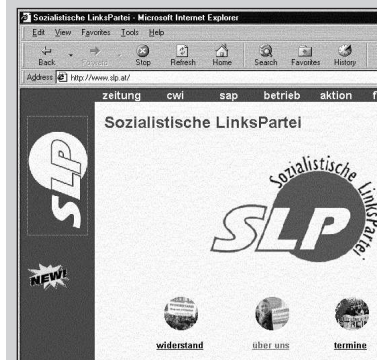 Sozialistische LinksPartei - Microsoft Internet Explorer
Edit View Favorites Tools Help
Back Forward Stop Refresh Home Search Favorites History
Address http://www.slp.at/
zeitung cwi sap betrieb aktion f
Sozialistische LinksPartei
SLP
Sozialistische
SLP
LinksPartei
NEW!
widerstand über uns termine